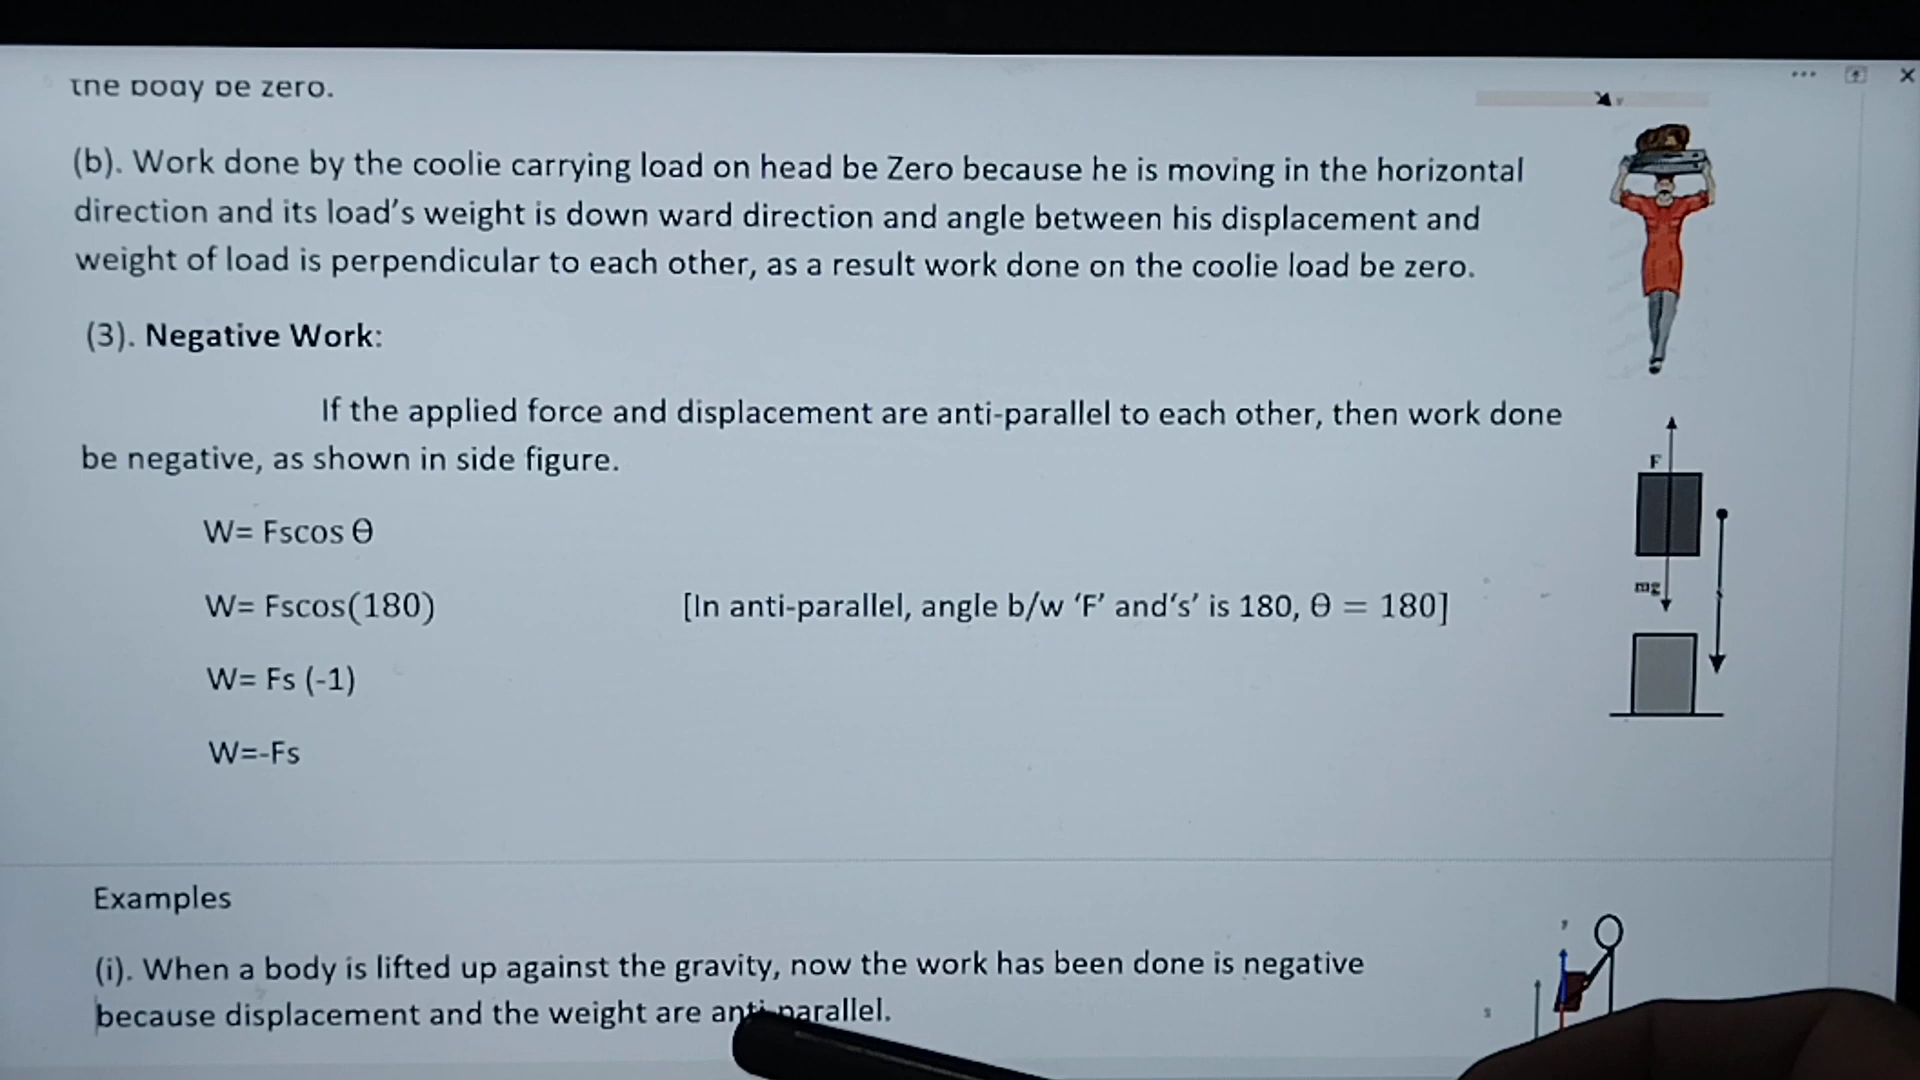 the body be zero.
(b). Work done by the coolie carrying load on head be Zero because he is moving in the horizontal
direction and its load's weight is down ward direction and angle between his displacement and
weight of load is perpendicular to each other, as a result work done on the coolie load be zero.
(3). Negative Work:
If the applied force and displacement are anti-parallel to each other, then work done
be negative, as shown in side figure.
F
W= Fscos θ
W= Fscos(180) [In anti-parallel, angle b/w ‘F’ and‘s’ is 180, θ = 180]
mg
W= Fs (-1)
W=-Fs
Examples
(i). When a body is lifted up against the gravity, now the work has been done is negative
because displacement and the weight are anti-parallel.
s